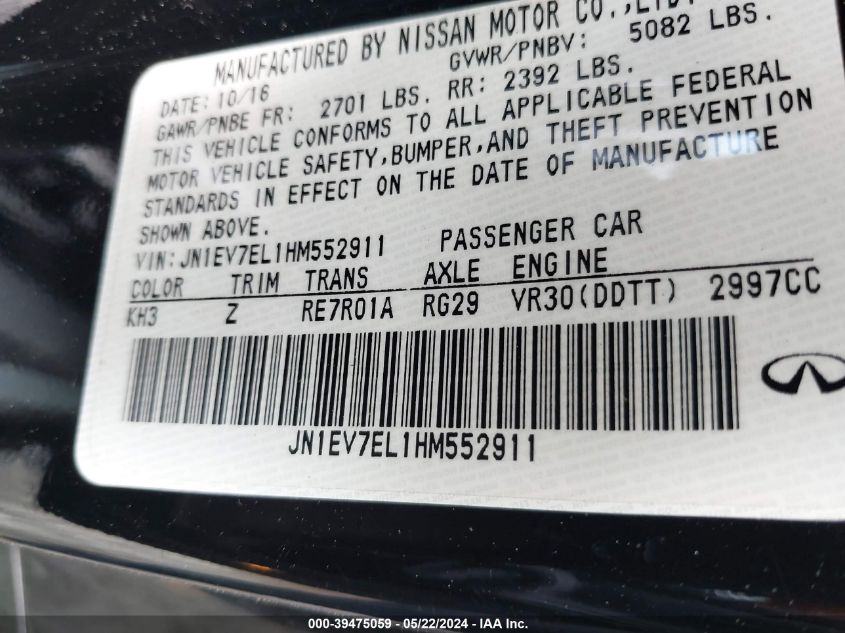 MANUFACTURED BY NISSAN MOTOR CO.,LTD.
DATE: 10/16 GVWR/PNBV: 5082 LBS.
GAWR/PNBE FR: 2701 LBS. RR: 2392 LBS.
THIS VEHICLE CONFORMS TO ALL APPLICABLE FEDERAL
MOTOR VEHICLE SAFETY,BUMPER,AND THEFT PREVENTION
STANDARDS IN EFFECT ON THE DATE OF MANUFACTURE
SHOWN ABOVE.
VIN:JN1EV7EL1HM552911 PASSENGER CAR
COLOR TRIM TRANS AXLE ENGINE
KH3 Z RE7R01A RG29 VR30(DDTT) 2997CC
JN1EV7EL1HM552911
000-39475059 - 05/22/2024 - IAA Inc.